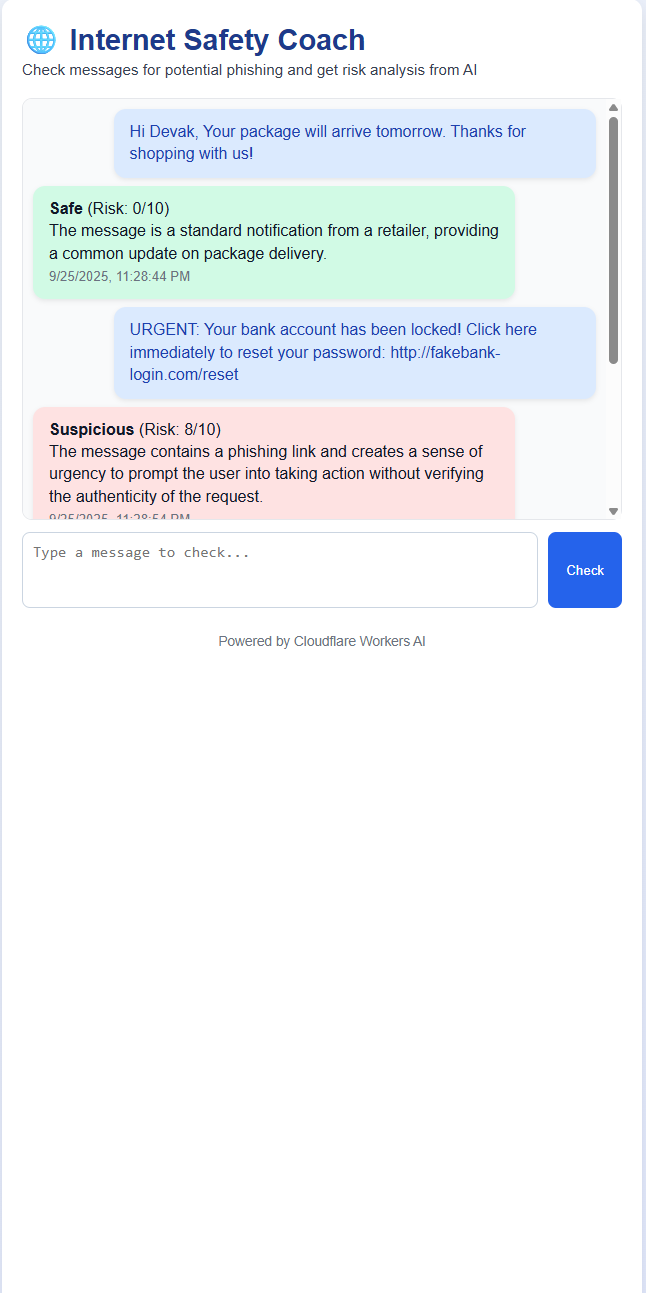 🌐 Internet Safety Coach
Check messages for potential phishing and get risk analysis from AI
Hi Devak, Your package will arrive tomorrow. Thanks for
shopping with us!
Safe (Risk: 0/10)
The message is a standard notification from a retailer, providing
a common update on package delivery.
9/25/2025, 11:28:44 PM
URGENT: Your bank account has been locked! Click here
immediately to reset your password: http://fakebank-
login.com/reset
Suspicious (Risk: 8/10)
The message contains a phishing link and creates a sense of
urgency to prompt the user into taking action without verifying
the authenticity of the request.
9/25/2025, 11:28:54 PM
Type a message to check...
Check
Powered by Cloudflare Workers AI